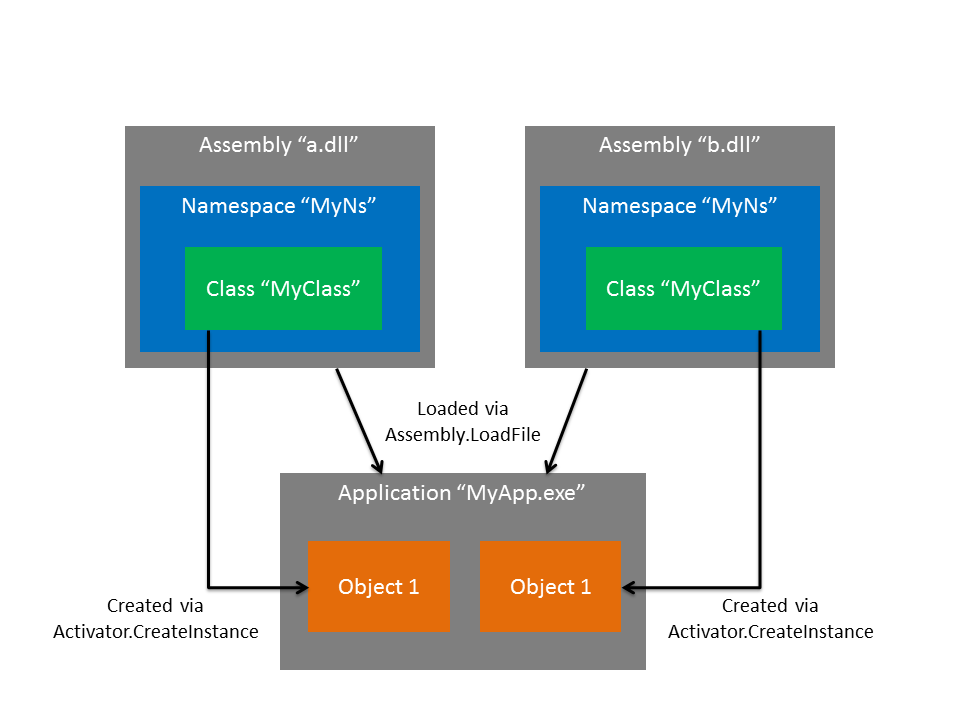 Assembly “a.dll”
Assembly “b.dll”
Namespace “MyNs”
Namespace “MyNs”
Class “MyClass”
Class “MyClass”
Loaded via
Assembly.LoadFile
Application “MyApp.exe”
Object 1
Object 1
Created via
Activator.CreateInstance
Created via
Activator.CreateInstance